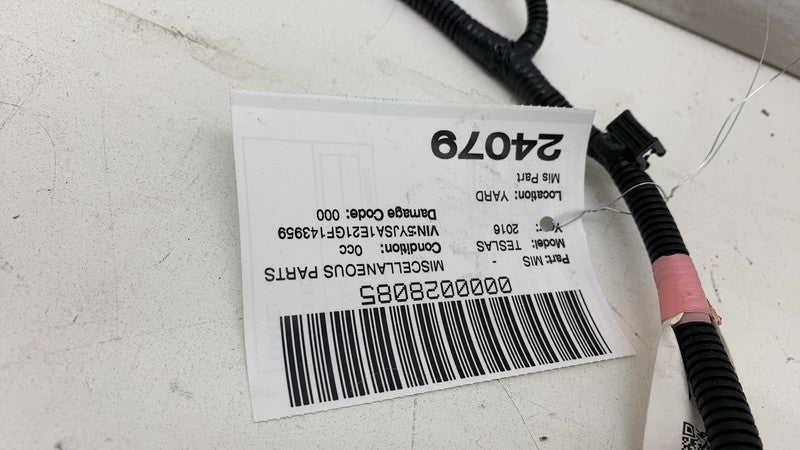 0000028085
Part: MIS - MISCELLANEOUS PARTS
Model: TESLAS Condition: 0cc
Year: 2016 VIN:5YJSA1E21GF143959
Damage Code: 000
Location: YARD
Mis Part
24079